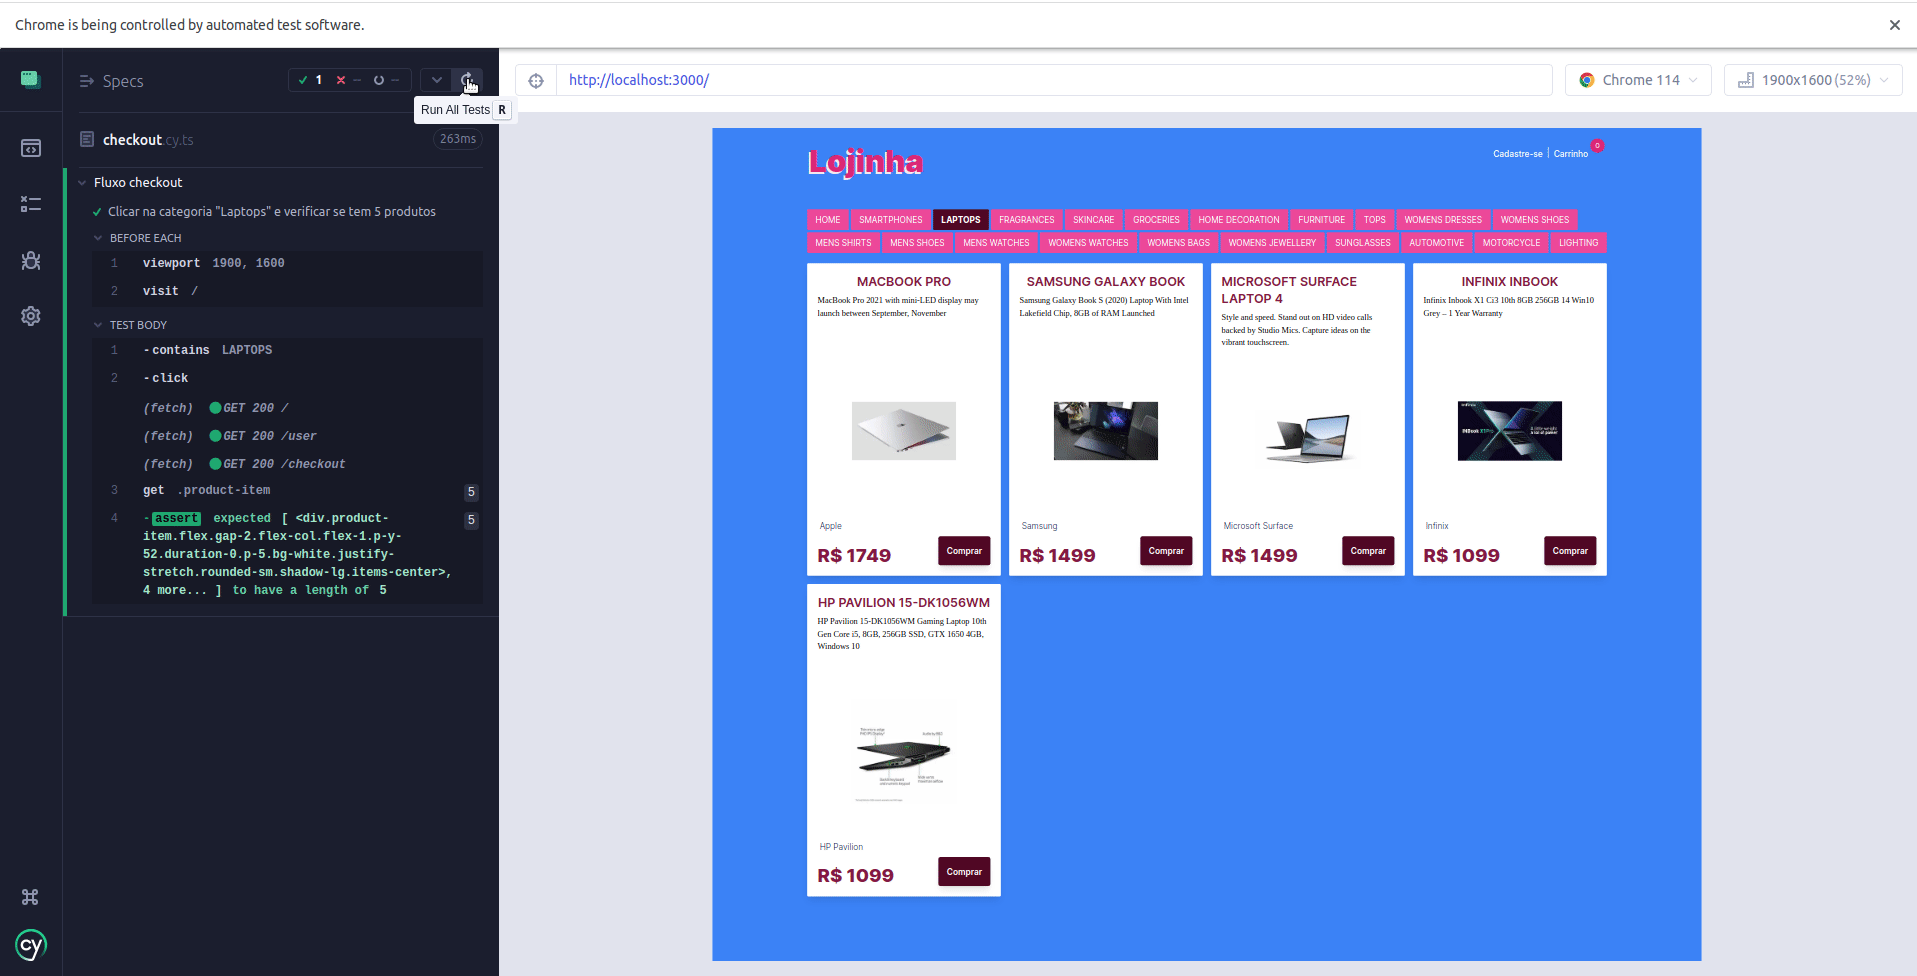 Chrome is being controlled by automated test software.
Specs
1 -- --
Run All Tests R
http://localhost:3000/
Chrome 114
1900x1600 (52%)
checkout.cy.ts
263ms
Fluxo checkout
Clicar na categoria "Laptops" e verificar se tem 5 produtos
BEFORE EACH
1 viewport 1900, 1600
2 visit /
TEST BODY
1 -contains LAPTOPS
2 -click
(fetch) GET 200 /
(fetch) GET 200 /user
(fetch) GET 200 /checkout
3 get .product-item 5
4 -assert expected [ <div.product- 5
item.flex.gap-2.flex-col.flex-1.p-y-
52.duration-0.p-5.bg-white.justify-
stretch.rounded-sm.shadow-lg.items-center>,
4 more... ] to have a length of 5
cy
Lojinha
Cadastre-se | Carrinho 0
HOME SMARTPHONES LAPTOPS FRAGRANCES SKINCARE GROCERIES HOME DECORATION FURNITURE TOPS WOMENS DRESSES WOMENS SHOES
MENS SHIRTS MENS SHOES MENS WATCHES WOMENS WATCHES WOMENS BAGS WOMENS JEWELLERY SUNGLASSES AUTOMOTIVE MOTORCYCLE LIGHTING
MACBOOK PRO
MacBook Pro 2021 with mini-LED display may
launch between September, November
Apple
R$ 1749
Comprar
SAMSUNG GALAXY BOOK
Samsung Galaxy Book S (2020) Laptop With Intel
Lakefield Chip, 8GB of RAM Launched
Samsung
R$ 1499
Comprar
MICROSOFT SURFACE
LAPTOP 4
Style and speed. Stand out on HD video calls
backed by Studio Mics. Capture ideas on the
vibrant touchscreen.
Microsoft Surface
R$ 1499
Comprar
INFINIX INBOOK
Infinix Inbook X1 Ci3 10th 8GB 256GB 14 Win10
Grey – 1 Year Warranty
Infinix
R$ 1099
Comprar
HP PAVILION 15-DK1056WM
HP Pavilion 15-DK1056WM Gaming Laptop 10th
Gen Core i5, 8GB, 256GB SSD, GTX 1650 4GB,
Windows 10
HP Pavilion
R$ 1099
Comprar